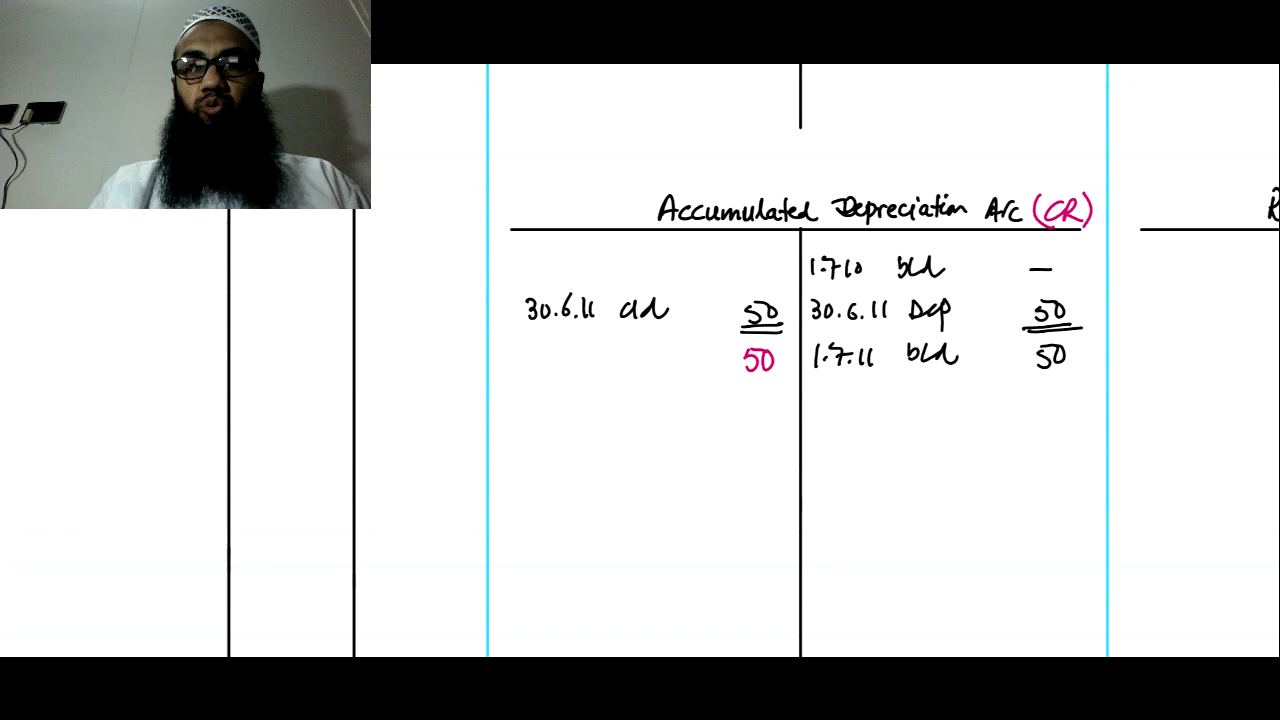 Accumulated Depreciation A/c (CR)
1.7.10 b/d —
30.6.11 c/d 50 30.6.11 Dep 50
50 1.7.11 b/d 50